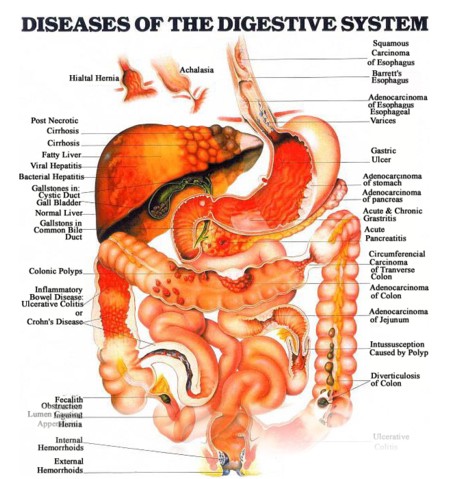 DISEASES OF THE DIGESTIVE SYSTEM
Hialtal Hernia
Achalasia
Squamous
Carcinoma
of Esophagus
Barrett's
Esophagus
Adenocarcinoma
of Esophagus
Esophageal
Varices
Gastric
Ulcer
Adenocarcinoma
of stomach
Adenocarcinoma
of pancreas
Acute & Chronic
Grastritis
Acute
Pancreatitis
Circumferencial
Carcinoma
of Tranverse
Colon
Adenocarcinoma
of Colon
Adenocarcinoma
of Jejunum
Intussusception
Caused by Polyp
Diverticulosis
of Colon
Ulcerative
Colitis
Post Necrotic
Cirrhosis
Cirrhosis
Fatty Liver
Viral Hepatitis
Bacterial Hepatitis
Gallstones in:
Cystic Duct
Gall Bladder
Normal Liver
Gallstons in
Common Bile
Duct
Colonic Polyps
Inflammatory
Bowel Disease:
Ulcerative Colitis
or
Crohn's Disease
Fecalith
Obstruction
Lumen
Hernia
Internal
Hemorrhoids
External
Hemorrhoids